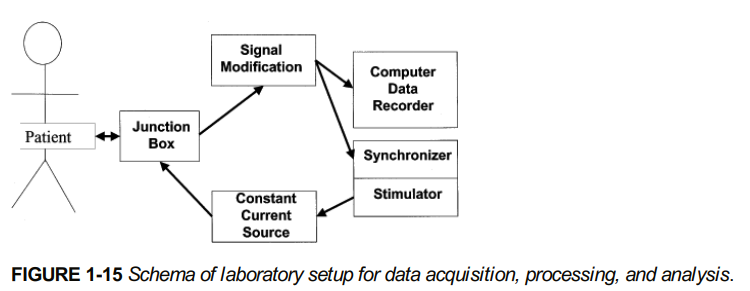 Signal
Modification
Computer
Data
Recorder
Patient
Junction
Box
Synchronizer
Stimulator
Constant
Current
Source
FIGURE 1-15 Schema of laboratory setup for data acquisition, processing, and analysis.